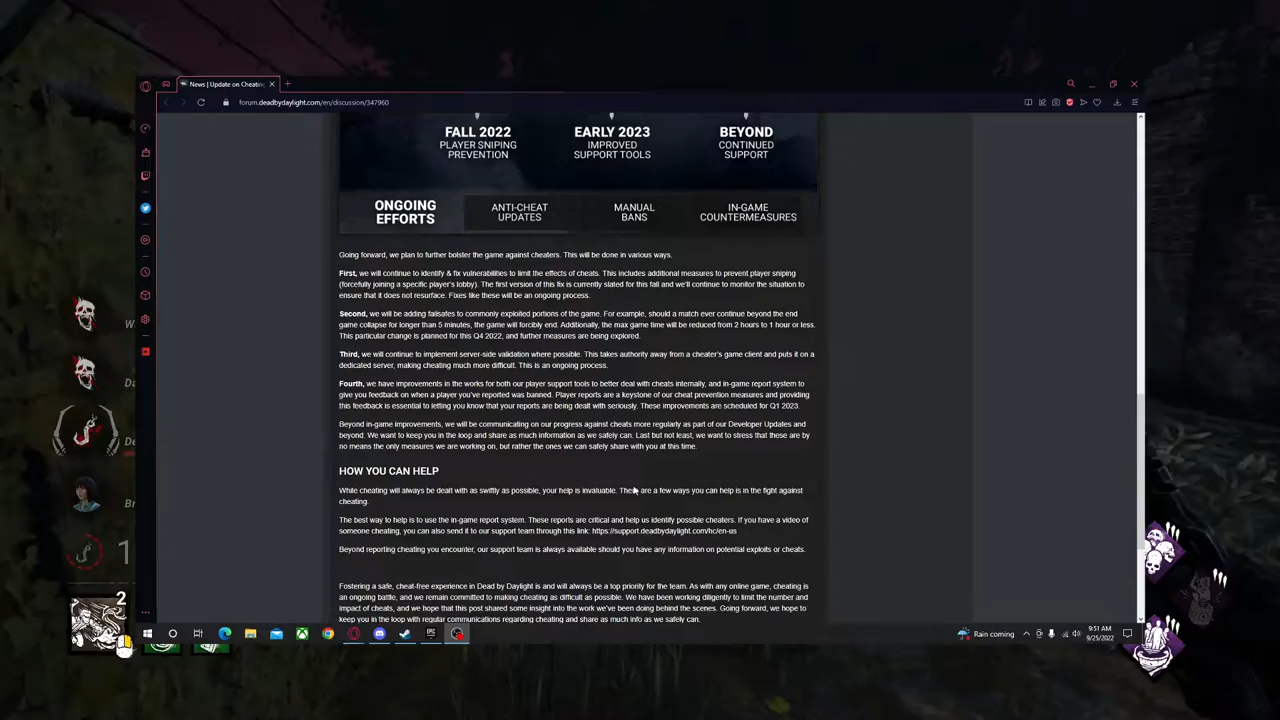 News | Update on Cheating
forum.deadbydaylight.com/en/discussion/347960
FALL 2022
PLAYER SNIPING
PREVENTION
EARLY 2023
IMPROVED
SUPPORT TOOLS
BEYOND
CONTINUED
SUPPORT
ONGOING
EFFORTS
ANTI-CHEAT
UPDATES
MANUAL
BANS
IN-GAME
COUNTERMEASURES
Going forward, we plan to further bolster the game against cheaters. This will be done in various ways.
First, we will continue to identify & fix vulnerabilities to limit the effects of cheats. This includes additional measures to prevent player sniping
(forcefully joining a specific player's lobby). The first version of this fix is currently slated for this fall and we'll continue to monitor the situation to
ensure that it does not resurface. Fixes like these will be an ongoing process.
Second, we will be adding failsafes to commonly exploited portions of the game. For example, should a match ever continue beyond the end
game collapse for longer than 5 minutes, the game will forcibly end. Additionally, the max game time will be reduced from 2 hours to 1 hour or less.
This particular change is planned for this Q4 2022, and further measures are being explored.
Third, we will continue to implement server-side validation where possible. This takes authority away from a cheater's game client and puts it on a
dedicated server, making cheating much more difficult. This is an ongoing process.
Fourth, we have improvements in the works for both our player support tools to better deal with cheats internally, and in-game report system to
give you feedback on when a player you've reported was banned. Player reports are a keystone of our cheat prevention measures and providing
this feedback is essential to letting you know that your reports are being dealt with seriously. These improvements are scheduled for Q1 2023.
Beyond in-game improvements, we will be communicating on our progress against cheats more regularly as part of our Developer Updates and
beyond. We want to keep you in the loop and share as much information as we safely can. Last but not least, we want to stress that these are by
no means the only measures we are working on, but rather the ones we can safely share with you at this time.
HOW YOU CAN HELP
While cheating will always be dealt with as swiftly as possible, your help is invaluable. There are a few ways you can help is in the fight against
cheating.
The best way to help is to use the in-game report system. These reports are critical and help us identify possible cheaters. If you have a video of
someone cheating, you can also send it to our support team through this link: https://support.deadbydaylight.com/hc/en-us
Beyond reporting cheating you encounter, our support team is always available should you have any information on potential exploits or cheats.
Fostering a safe, cheat-free experience in Dead by Daylight is and will always be a top priority for the team. As with any online game, cheating is
an ongoing battle, and we remain committed to making cheating as difficult as possible. We have been working diligently to limit the number and
impact of cheats, and we hope that this post shared some insight into the work we've been doing behind the scenes. Going forward, we hope to
keep you in the loop with regular communications regarding cheating and share as much info as we safely can.
W
Da
De
Br
1
2
EPIC
Rain coming
9:51 AM
9/25/2022